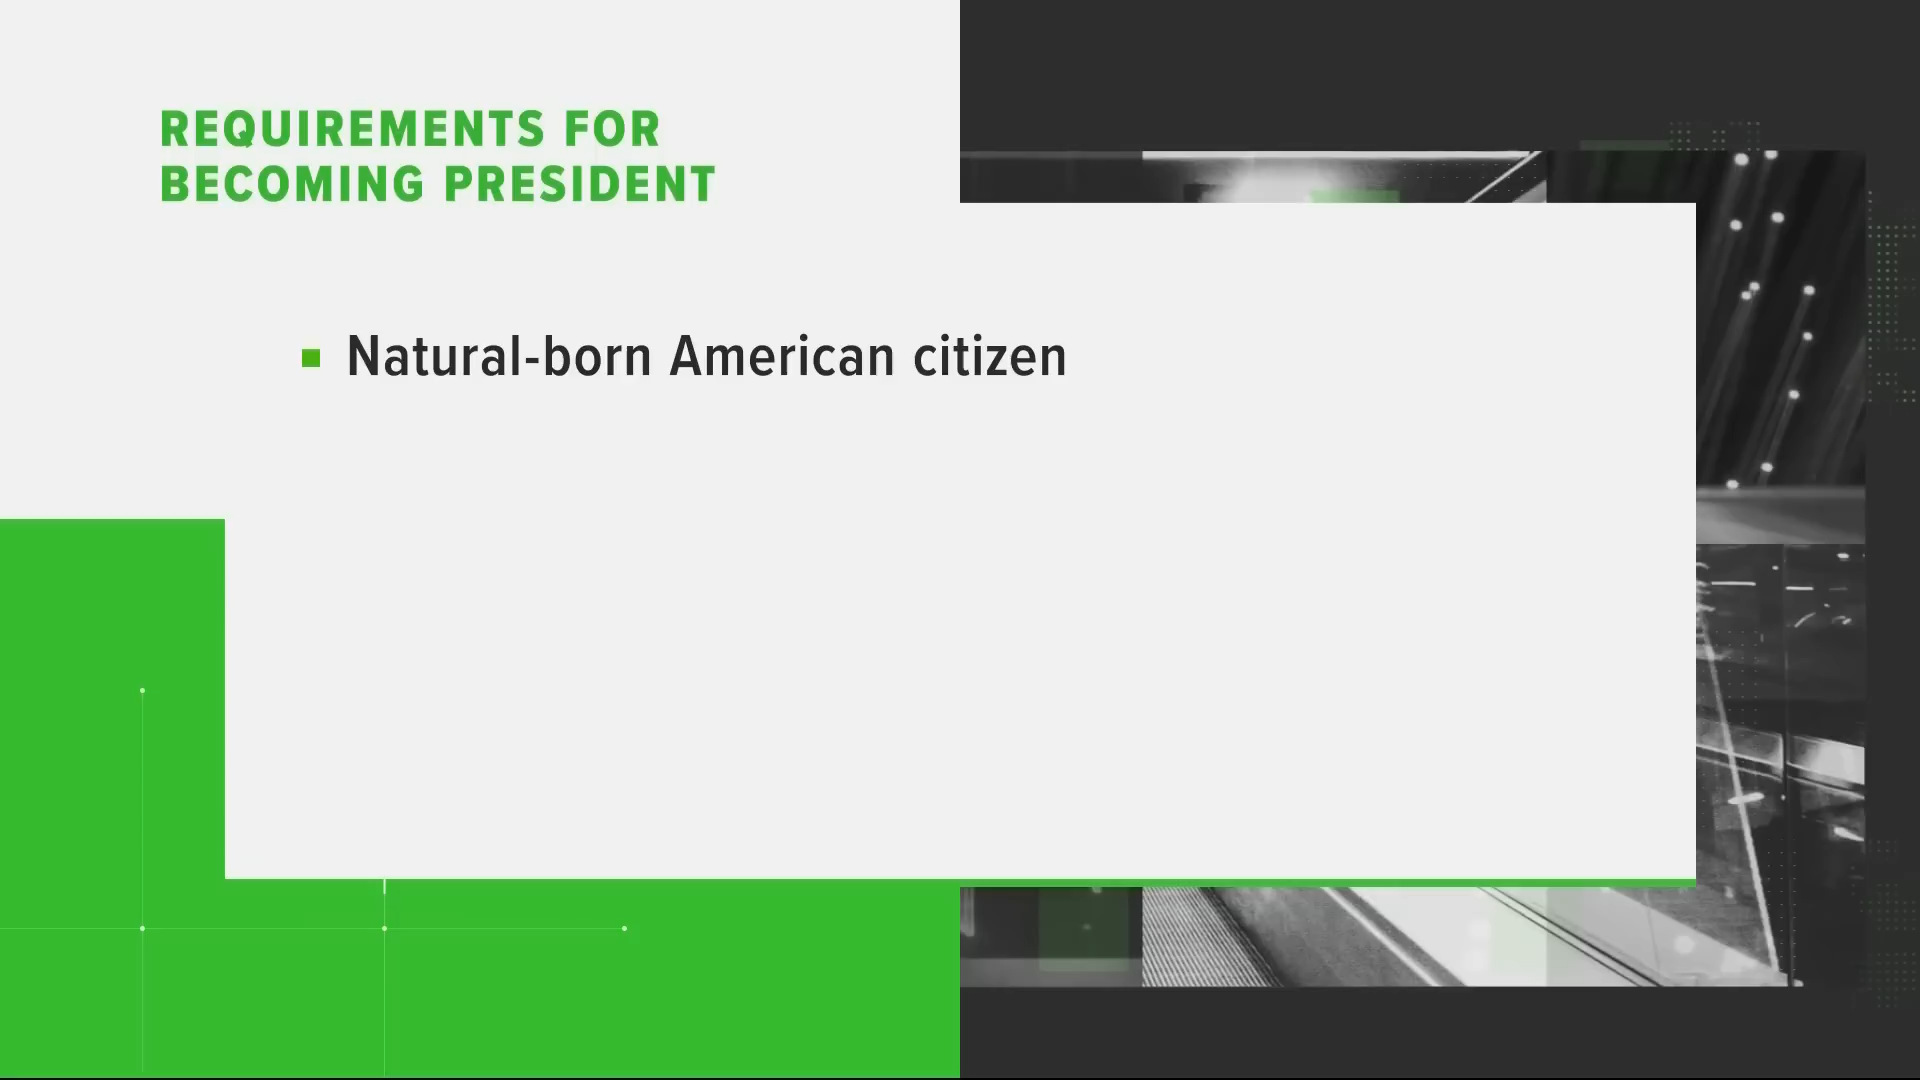 REQUIREMENTS FOR
BECOMING PRESIDENT
Natural-born American citizen